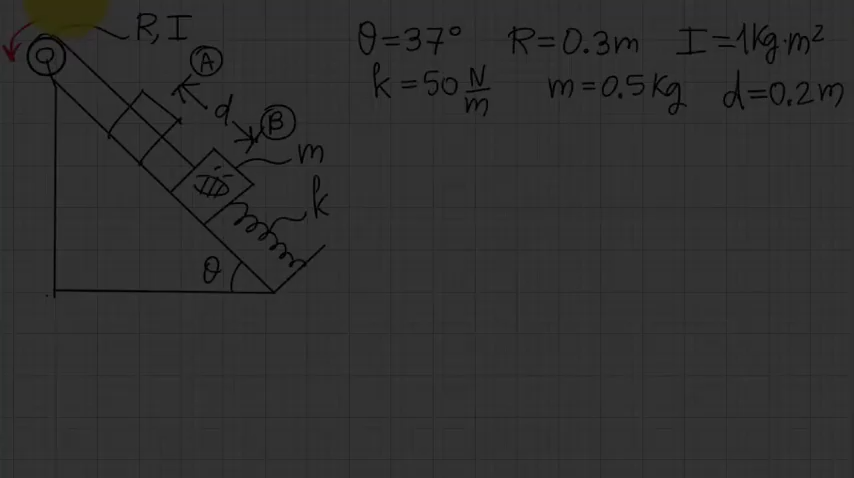 R, I
θ=37° R=0.3m I=1Kg·m²
k=50 N/m m=0.5Kg d=0.2m
A
d
B
m
k
θ